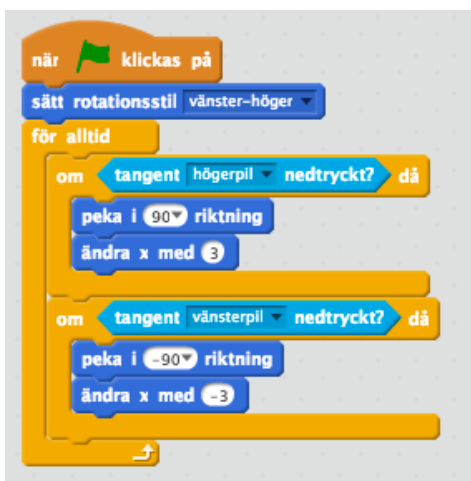 när klickas på
sätt rotationsstil vänster-höger
för alltid
om tangent högerpil nedtryckt? då
peka i 90 riktning
ändra x med 3
om tangent vänsterpil nedtryckt? då
peka i -90 riktning
ändra x med -3